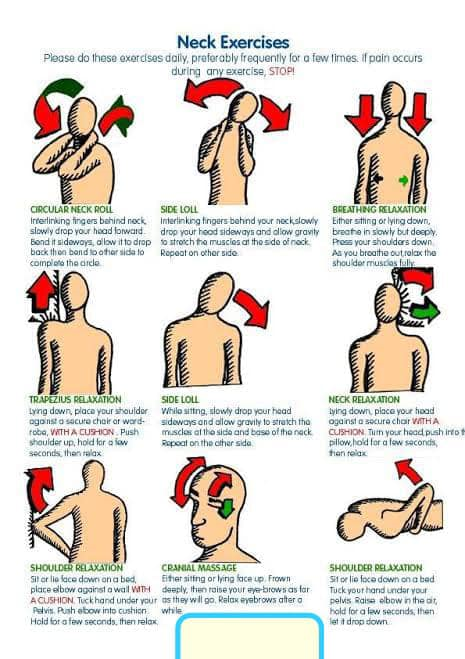 Neck Exercises
Please do these exercises daily, preferably frequently for a few times. If pain occurs
during any exercise, STOP!
CIRCULAR NECK ROLL
Interlinking fingers behind neck,
slowly drop your head forward.
Bend it sideways, allow it to drop
back then bend to other side to
complete the circle.
SIDE LOLL
Interlinking fingers behind your neck,slowly
drop your head sideways and allow gravity
to stretch the muscles at the side of neck.
Repeat on other side.
BREATHING RELAXATION
Either sitting or lying down,
breathe in slowly but deeply.
Press your shoulders down.
As you breathe out,relax the
shoulder muscles fully.
TRAPEZIUS RELAXATION
Lying down, place your shoulder
against a secure chair or ward-
robe, WITH A CUSHION . Push
shoulder up, hold for a few
seconds, then relax.
SIDE LOLL
While sitting, slowly drop your head
sideways and allow gravity to stretch the
muscles at the side and base of the neck.
Repeat on the other side.
NECK RELAXATION
Lying down, place your head
against a secure chair WITH A
CUSHION. Turn your head,push into th
pillow,hold for a few seconds,
then relax.
SHOULDER RELAXATION
Sit or lie face down on a bed,
place elbow against a wall WITH
A CUSHION. Tuck hand under your
Pelvis. Push elbow into cushion.
Hold for a few seconds, then relax.
CRANIAL MASSAGE
Either sitting or lying face up. Frown
deeply, then raise your eye-brows as far
as they will go. Relax eyebrows after a
while.
SHOULDER RELAXATION
Sit or lie face down on a bed.
Tuck your hand under your
pelvis. Raise elbow in the air,
hold for a few seconds, then
let it drop down.